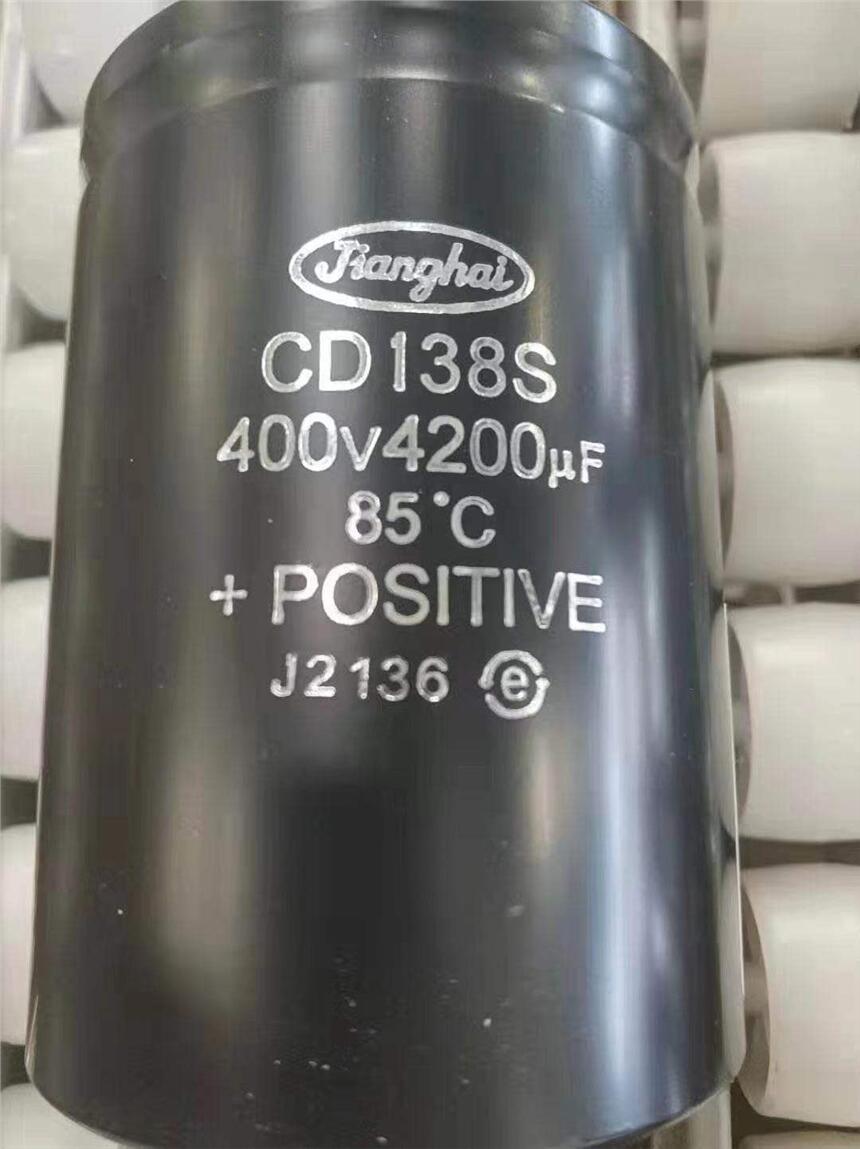 Jianghai
CD138S
400V4200μF
85°C
+ POSITIVE
J2136 e